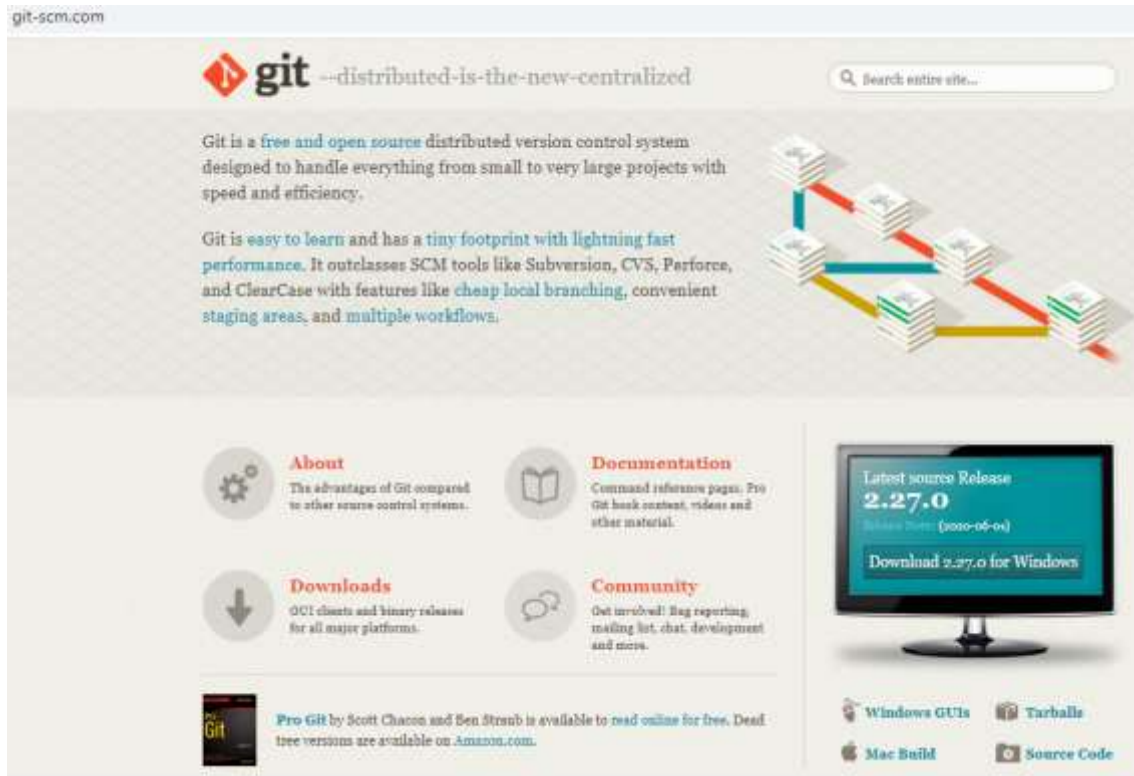 git-scm.com
git --distributed-is-the-new-centralized
Search entire site...
Git is a free and open source distributed version control system
designed to handle everything from small to very large projects with
speed and efficiency.
Git is easy to learn and has a tiny footprint with lightning fast
performance. It outclasses SCM tools like Subversion, CVS, Perforce,
and ClearCase with features like cheap local branching, convenient
staging areas, and multiple workflows.
About
The advantages of Git compared
to other source control systems.
Documentation
Command reference pages, Pro
Git book content, videos and
other material.
Downloads
GUI clients and binary releases
for all major platforms.
Community
Get involved! Bug reporting,
mailing list, chat, development
and more.
Pro Git by Scott Chacon and Ben Straub is available to read online for free. Dead
tree versions are available on Amazon.com.
Latest source Release
2.27.0
Release Notes (2020-06-01)
Download 2.27.0 for Windows
Windows GUIs
Tarballs
Mac Build
Source Code